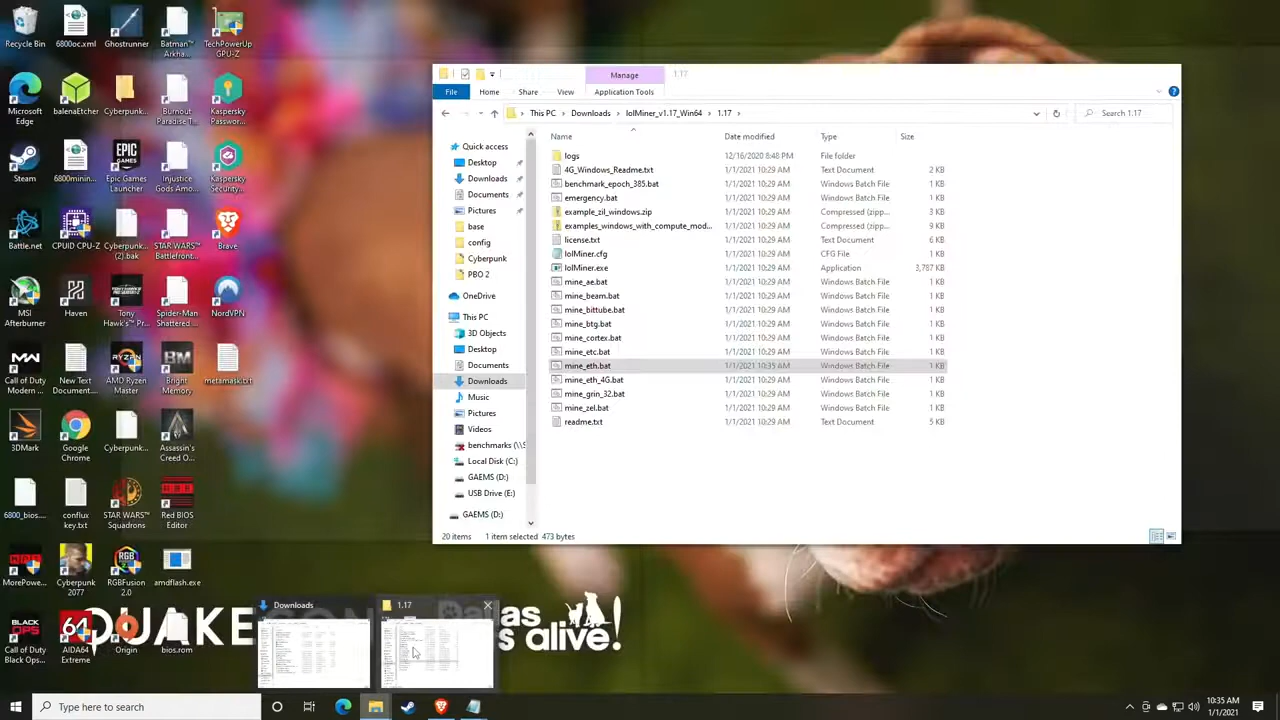 Recycle Bin
6800oc.xml
Ghostrunner
Batman™ Arkha...
TechPowerUp GPU-Z
Microsoft Edge
balenaEtcher
Cyberpunk...
Burnout Paradise T...
Kaspersky Passwor...
Steam
6800minin...
Epic Games Launcher
Injustice Gods Amo...
Kaspersky
Battle.net
CPUID CPU-Z
Cyberpunk... (2).bak
STAR WARS™ Battlefront...
Brave
MSI Afterburner
Haven
Tony Hawk's™ Pr...
Spider-Man Shattered ...
NordVPN
Call of Duty Modern ...
New Text Document...
AMD Ryzen Master
Bright Memory
metamask.txt
3DMark
Google Chrome
Cyberpunk...
Assassin's Creed O...
6800_bios...
conflux key.txt
STAR WARS™ Squadrons
Red BIOS Editor
MorePowe...
Cyberpunk 2077
RGBFusion 2.0
amdflash.exe
BLACK OPS
AIDA64 Extreme
Manage
1.17
File
Home
Share
View
Application Tools
This PC > Downloads > lolMiner_v1.17_Win64 > 1.17 >
Search 1.17
Name
Date modified
Type
Size
Quick access
Desktop
Downloads
Documents
Pictures
base
config
Cyberpunk
PBO 2
OneDrive
This PC
3D Objects
Desktop
Documents
Downloads
Music
Pictures
Videos
benchmarks (\\S
Local Disk (C:)
GAEMS (D:)
USB Drive (E:)
GAEMS (D:)
logs 12/16/2020 8:48 PM File folder
4G_Windows_Readme.txt 1/1/2021 10:29 AM Text Document 2 KB
benchmark_epoch_385.bat 1/1/2021 10:29 AM Windows Batch File 1 KB
emergency.bat 1/1/2021 10:29 AM Windows Batch File 1 KB
example_zil_windows.zip 1/1/2021 10:29 AM Compressed (zipp... 3 KB
examples_windows_with_compute_mod... 1/1/2021 10:29 AM Compressed (zipp... 9 KB
license.txt 1/1/2021 10:29 AM Text Document 6 KB
lolMiner.cfg 1/1/2021 10:29 AM CFG File 1 KB
lolMiner.exe 1/1/2021 10:29 AM Application 3,787 KB
mine_ae.bat 1/1/2021 10:29 AM Windows Batch File 1 KB
mine_beam.bat 1/1/2021 10:29 AM Windows Batch File 1 KB
mine_bittube.bat 1/1/2021 10:29 AM Windows Batch File 1 KB
mine_btg.bat 1/1/2021 10:29 AM Windows Batch File 1 KB
mine_cortex.bat 1/1/2021 10:29 AM Windows Batch File 1 KB
mine_etc.bat 1/1/2021 10:29 AM Windows Batch File 1 KB
mine_eth.bat 1/1/2021 10:35 AM Windows Batch File 1 KB
mine_eth_4G.bat 1/1/2021 10:29 AM Windows Batch File 1 KB
mine_grin_32.bat 1/1/2021 10:29 AM Windows Batch File 1 KB
mine_zel.bat 1/1/2021 10:29 AM Windows Batch File 1 KB
readme.txt 1/1/2021 10:29 AM Text Document 5 KB
20 items 1 item selected 473 bytes
Downloads
1.17
Type here to search
10:35 AM
1/1/2021